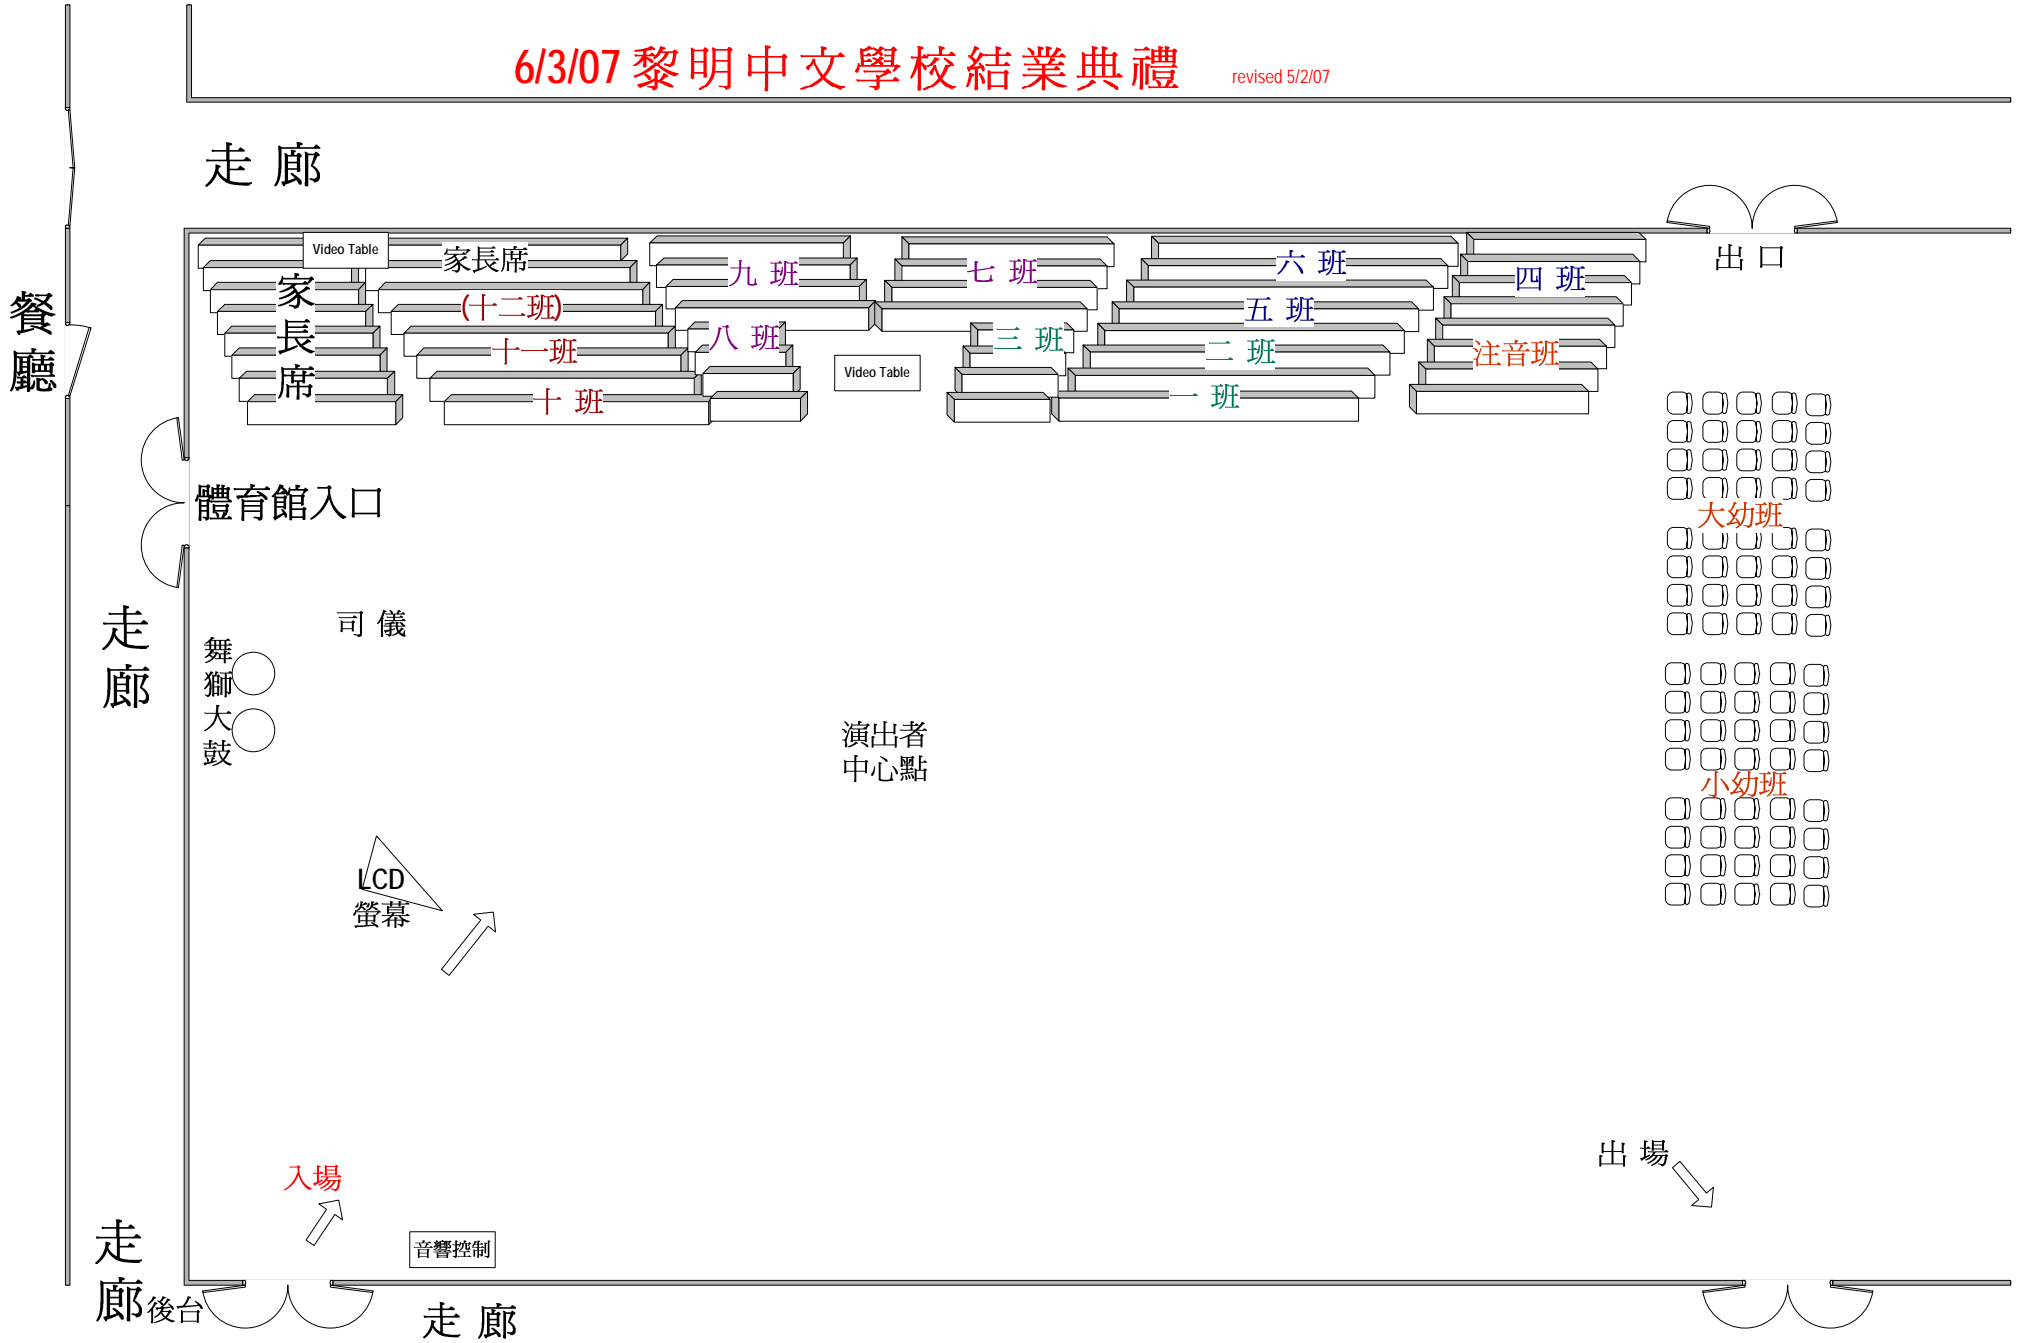 6/3/07 黎明中文學校結業典禮 revised 5/2/07
走 廊
餐廳
Video Table
家長席
家長席
(十二班)
十一班
十 班
九 班
八 班
七 班
三 班
Video Table
六 班
五 班
二 班
一 班
四 班
注音班
出 口
體育館入口
大幼班
走廊
司 儀
舞獅大鼓
演出者
中心點
小幼班
LCD
螢幕
出 場
入場
音響控制
走廊
後台
走 廊